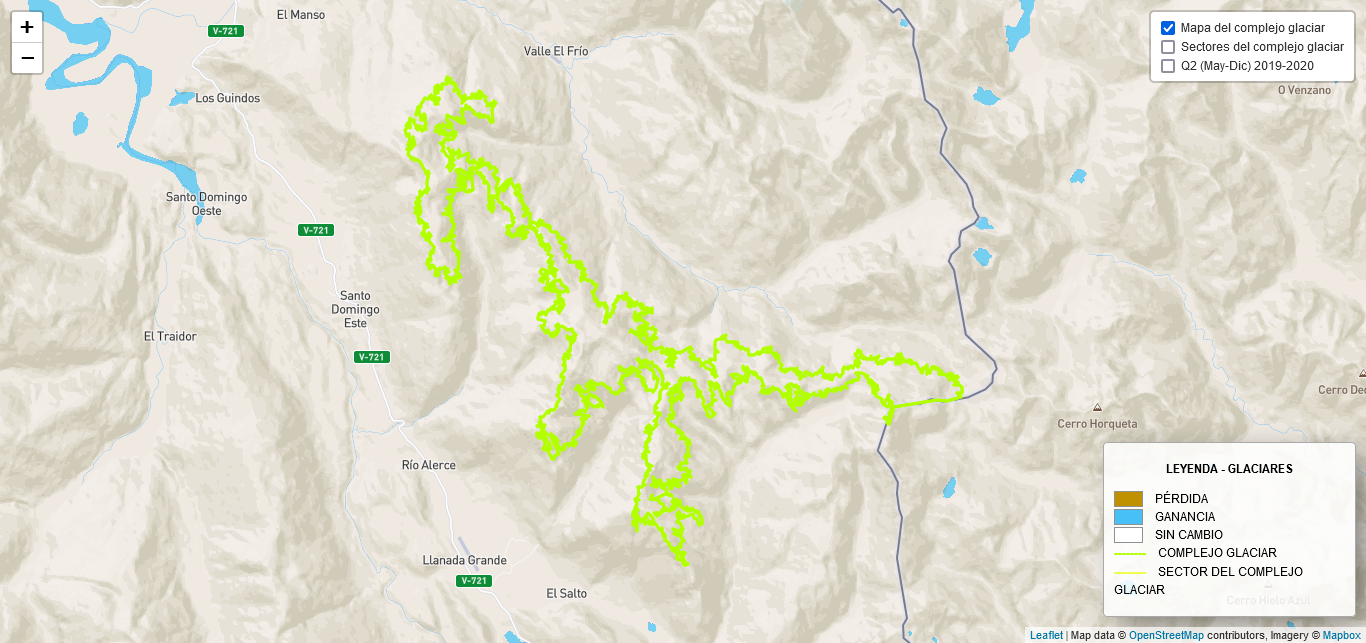 +
−
El Manso
V-721
Valle El Frío
Los Guindos
Mapa del complejo glaciar
Sectores del complejo glaciar
Q2 (May-Dic) 2019-2020
O Venzano
Santo Domingo
Oeste
V-721
Santo
Domingo
Este
El Traidor
V-721
Cerro Ded
Cerro Horqueta
Río Alerce
LEYENDA - GLACIARES
PÉRDIDA
GANANCIA
SIN CAMBIO
COMPLEJO GLACIAR
SECTOR DEL COMPLEJO
GLACIAR
Cerro Hielo Azul
Llanada Grande
V-721
El Salto
Leaflet | Map data © OpenStreetMap contributors, Imagery © Mapbox